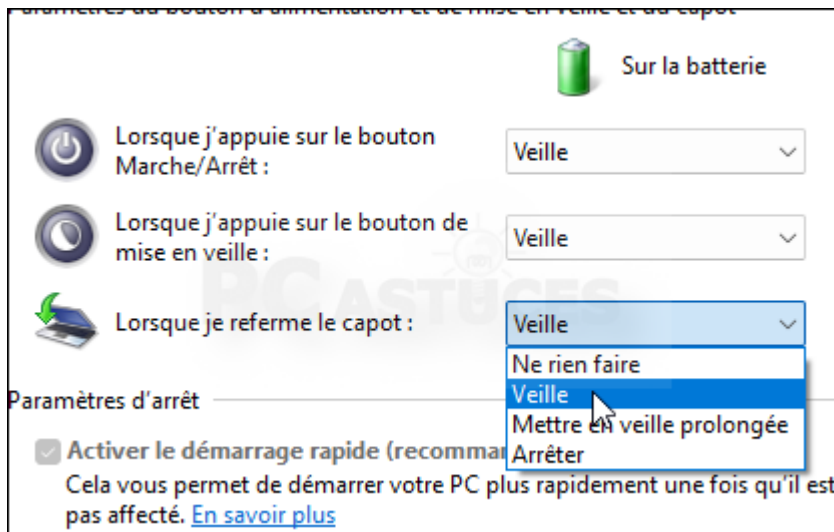 Paramètres du bouton d'alimentation et de mise en veille et du capot
Sur la batterie
Lorsque j'appuie sur le bouton
Marche/Arrêt :
Veille
Lorsque j'appuie sur le bouton de
mise en veille :
Veille
PC ASTUCES
Lorsque je referme le capot :
Veille
Ne rien faire
Veille
Mettre en veille prolongée
Arrêter
Paramètres d'arrêt
Activer le démarrage rapide (recomma
Cela vous permet de démarrer votre PC plus rapidement une fois qu'il est
pas affecté. En savoir plus